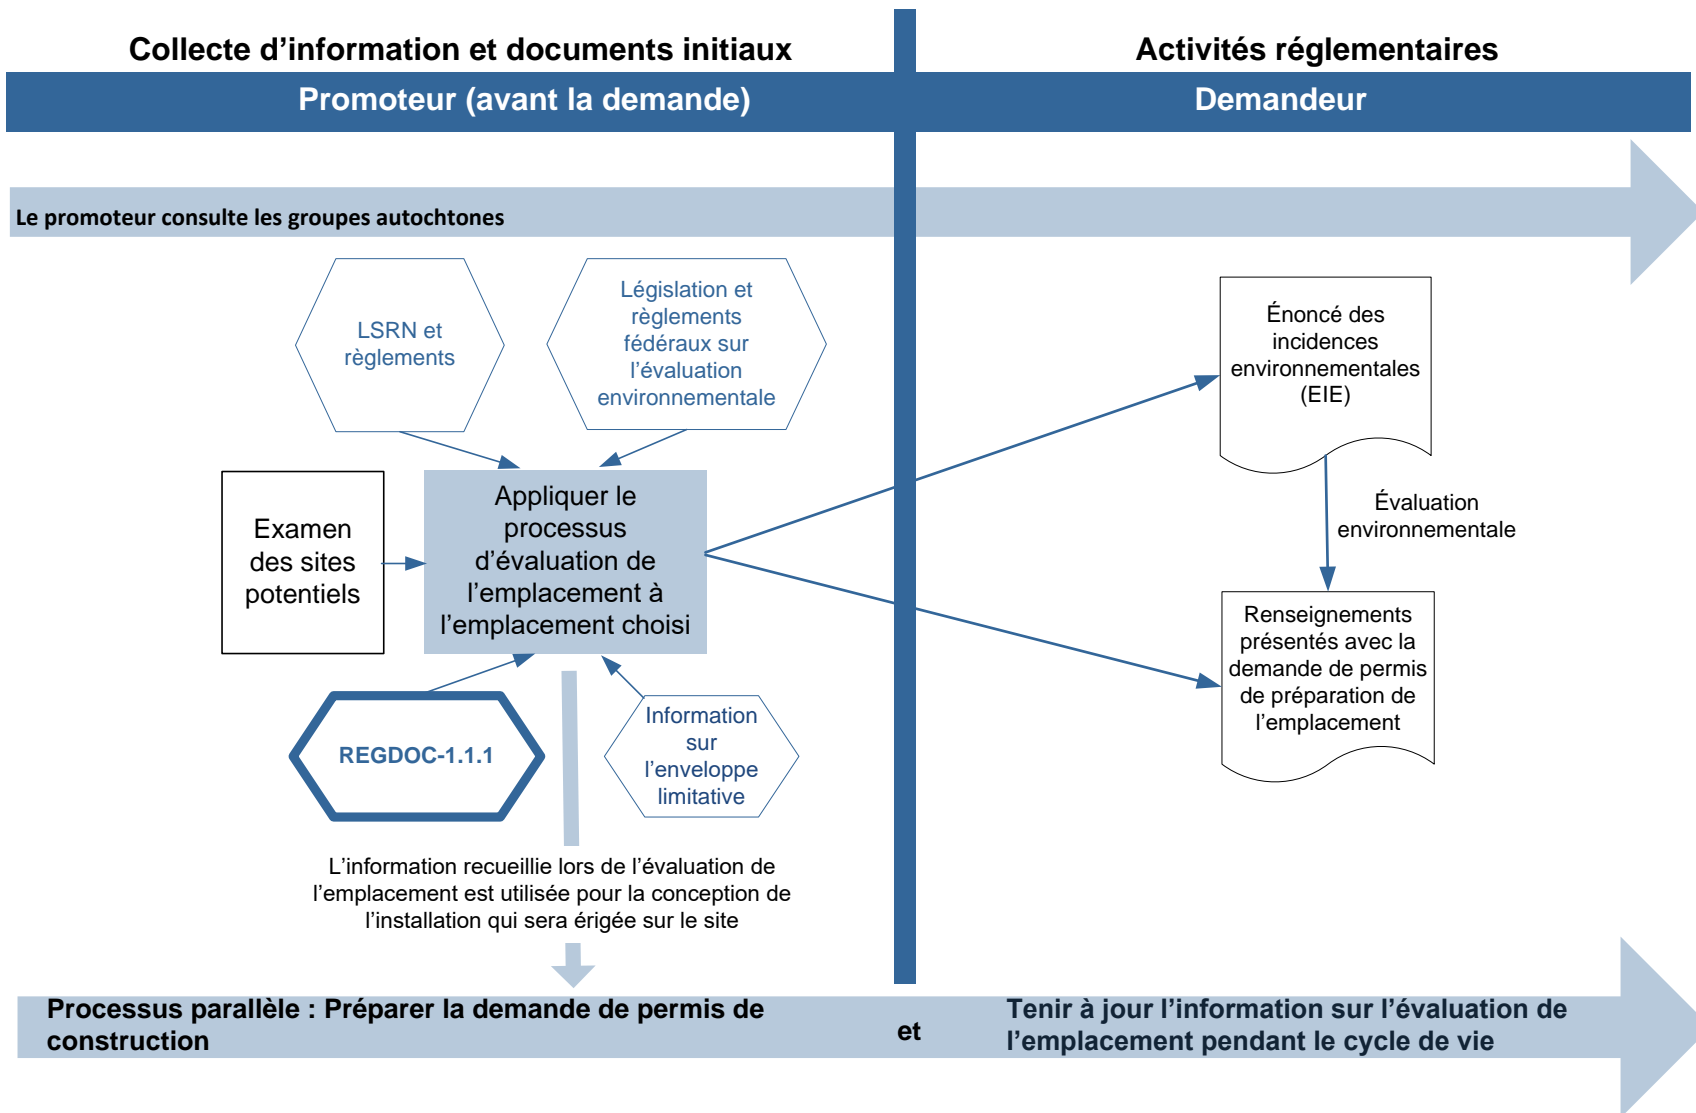 Collecte d’information et documents initiaux
Activités réglementaires
Promoteur (avant la demande)
Demandeur
Le promoteur consulte les groupes autochtones
LSRN et
règlements
Législation et
règlements
fédéraux sur
l’évaluation
environnementale
Examen
des sites
potentiels
Appliquer le
processus
d’évaluation de
l’emplacement à
l’emplacement choisi
REGDOC-1.1.1
Information
sur
l’enveloppe
limitative
Énoncé des
incidences
environnementales
(EIE)
Évaluation
environnementale
Renseignements
présentés avec la
demande de permis
de préparation de
l’emplacement
L’information recueillie lors de l’évaluation de
l’emplacement est utilisée pour la conception de
l’installation qui sera érigée sur le site
Processus parallèle : Préparer la demande de permis de
construction
et
Tenir à jour l’information sur l’évaluation de
l’emplacement pendant le cycle de vie